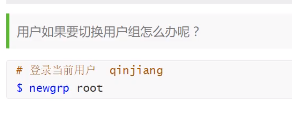 用户如果要切换用户组怎么办呢？
# 登录当前用户 qinjiang
$ newgrp root